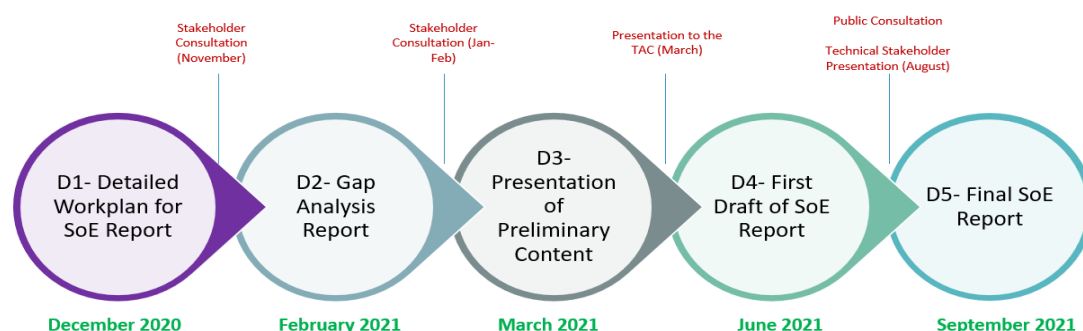 Stakeholder
Consultation
(November)
Stakeholder
Consultation (Jan-
Feb)
Presentation to the
TAC (March)
Public Consultation
Technical Stakeholder
Presentation (August)
D1- Detailed
Workplan for
SoE Report
D2- Gap
Analysis
Report
D3-
Presentation
of
Preliminary
Content
D4- First
Draft of SoE
Report
D5- Final SoE
Report
December 2020
February 2021
March 2021
June 2021
September 2021